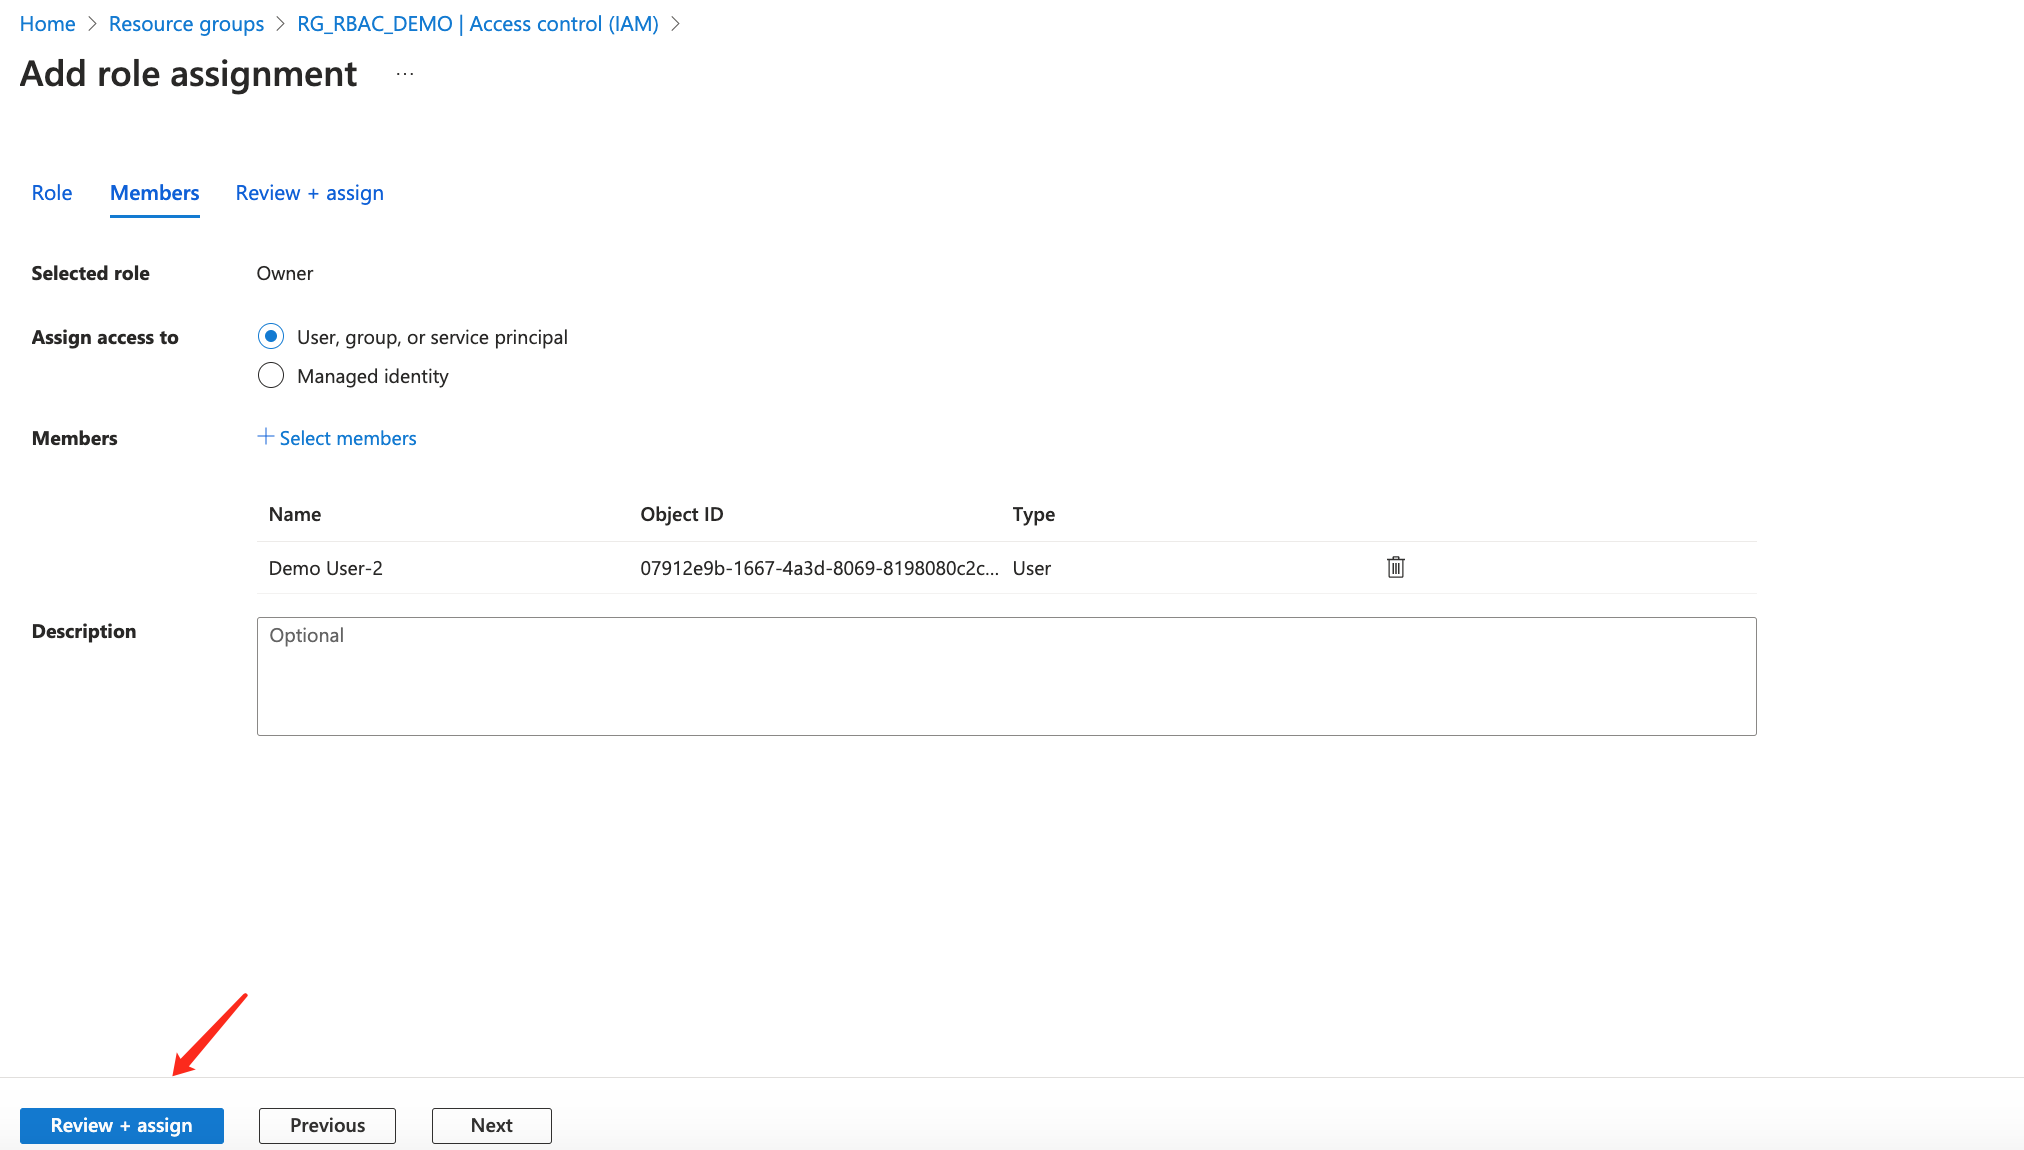 Home > Resource groups > RG_RBAC_DEMO | Access control (IAM) >
Add role assignment ...
Role Members Review + assign
Selected role Owner
Assign access to User, group, or service principal
Managed identity
Members + Select members
Name Object ID Type
Demo User-2 07912e9b-1667-4a3d-8069-8198080c2c... User
Description Optional
Review + assign Previous Next